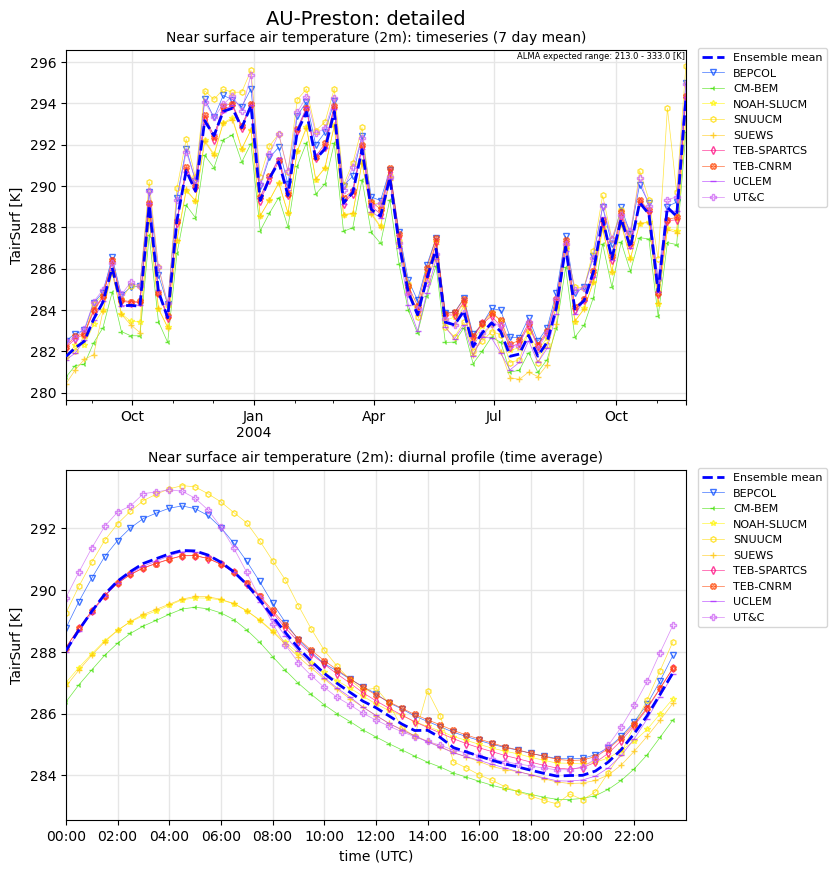 AU-Preston: detailed
Near surface air temperature (2m): timeseries (7 day mean)
ALMA expected range: 213.0 - 333.0 [K]
TairSurf [K]
296
294
292
290
288
286
284
282
280
Oct
Jan
2004
Apr
Jul
Oct
Ensemble mean
BEPCOL
CM-BEM
NOAH-SLUCM
SNUUCM
SUEWS
TEB-SPARTCS
TEB-CNRM
UCLEM
UT&C
Near surface air temperature (2m): diurnal profile (time average)
TairSurf [K]
292
290
288
286
284
00:00
02:00
04:00
06:00
08:00
10:00
12:00
14:00
16:00
18:00
20:00
22:00
time (UTC)
Ensemble mean
BEPCOL
CM-BEM
NOAH-SLUCM
SNUUCM
SUEWS
TEB-SPARTCS
TEB-CNRM
UCLEM
UT&C